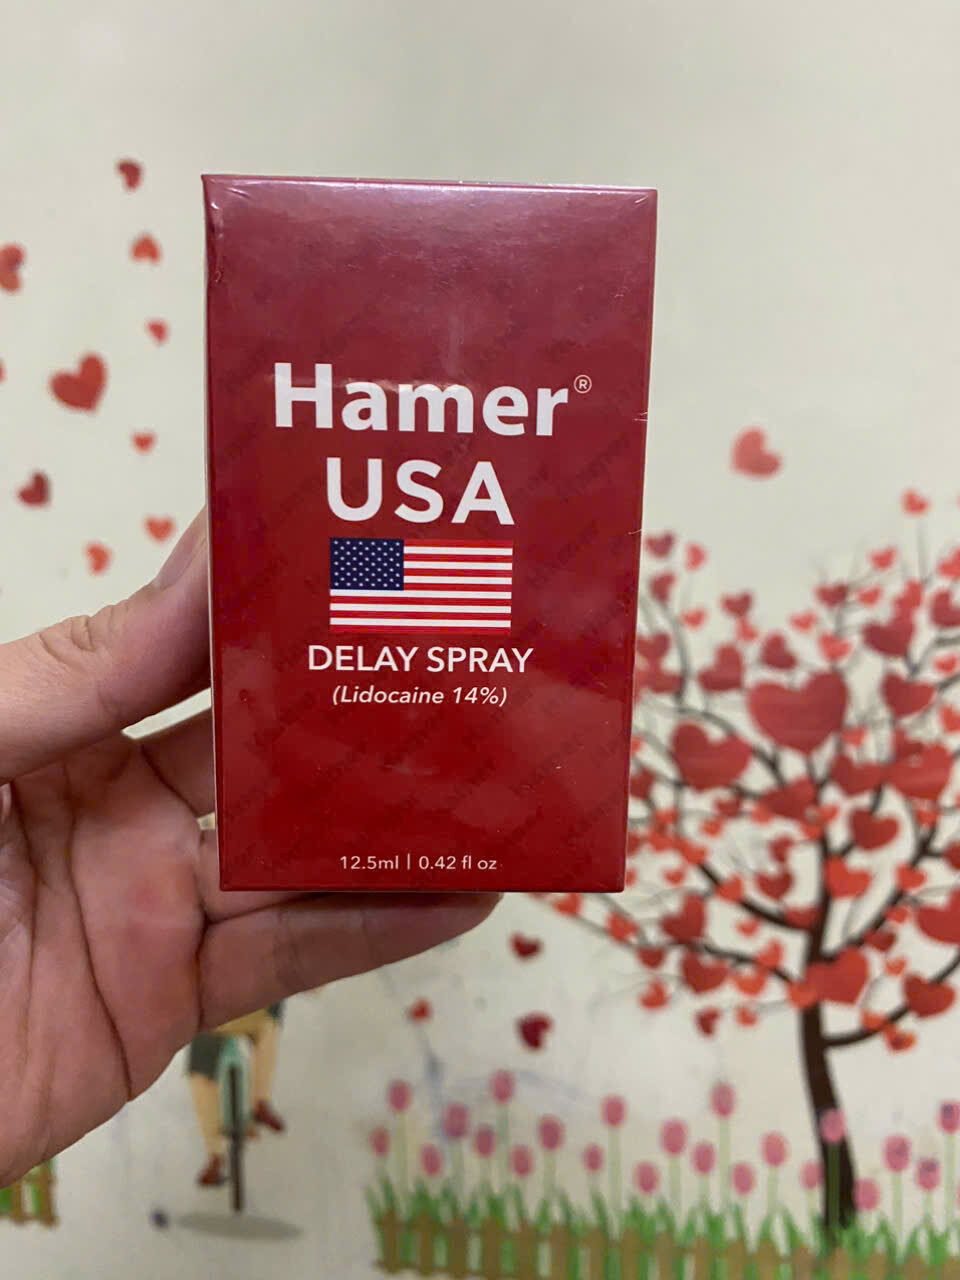 Hamer®
USA
DELAY SPRAY
(Lidocaine 14%)
12.5ml | 0.42 fl oz